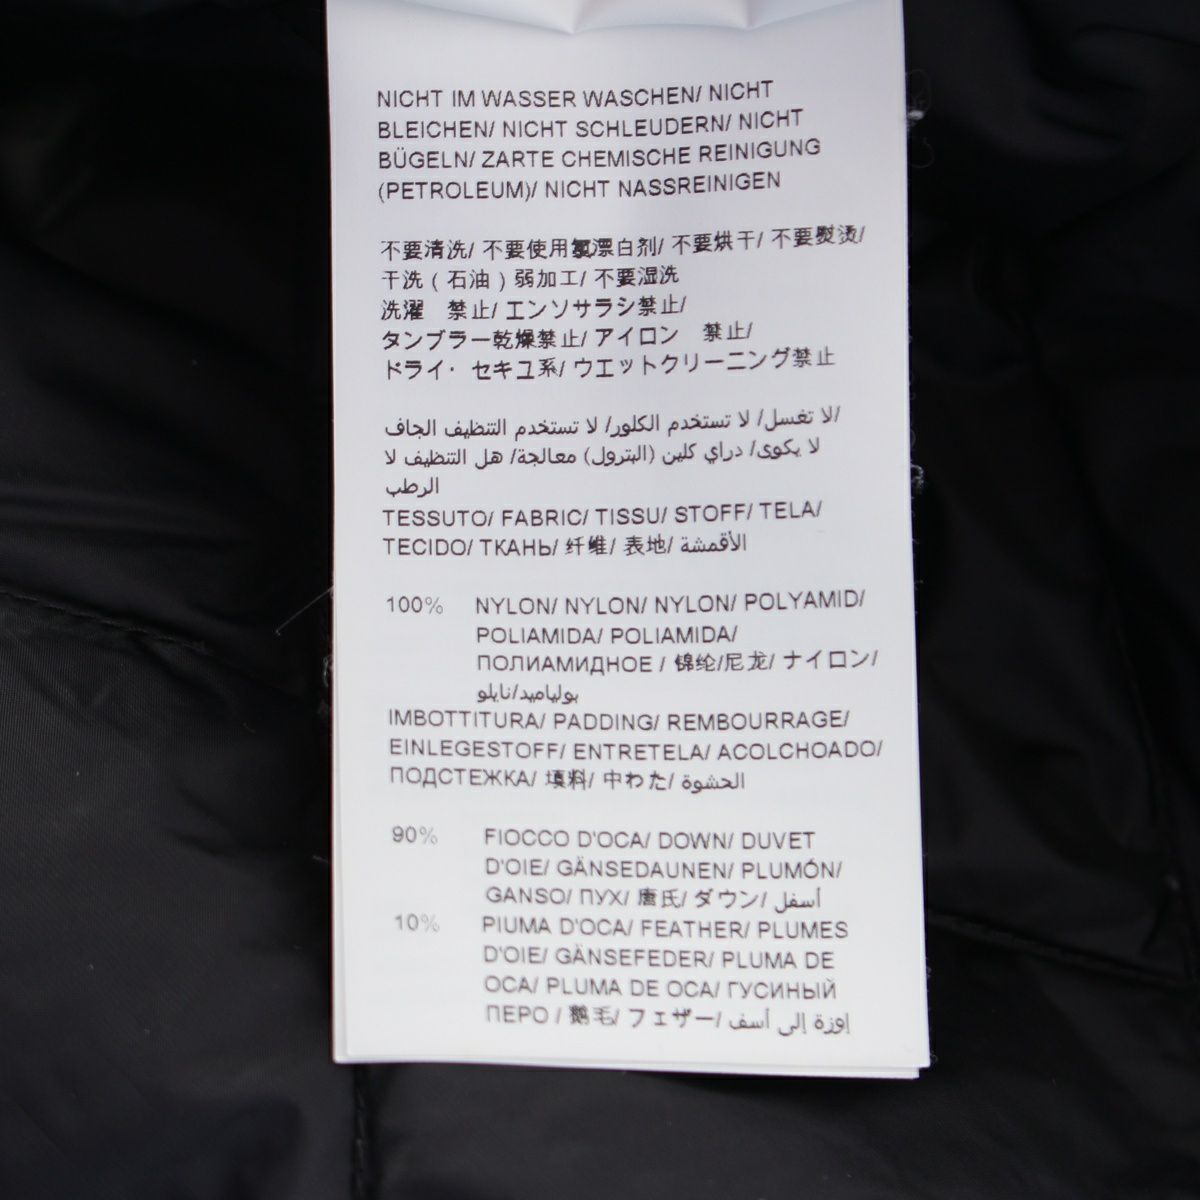 NICHT IM WASSER WASCHEN/ NICHT
BLEICHEN/ NICHT SCHLEUDERN/ NICHT
BÜGELN/ ZARTE CHEMISCHE REINIGUNG
(PETROLEUM)/ NICHT NASSREINIGEN
不要清洗/ 不要使用氯漂白剂/ 不要烘干/ 不要熨烫/
干洗（石油）弱加工/ 不要湿洗
洗濯 禁止/ エンソサラシ禁止/
タンブラー乾燥禁止/ アイロン 禁止/
ドライ・ セキユ系/ ウエットクリーニング禁止
لا تغسل/ لا تستخدم الكلور/ لا تستخدم التنظيف الجاف/
لا يكوى/ دراي كلين (البترول) معالجة/ هل التنظيف لا
الرطب
TESSUTO/ FABRIC/ TISSU/ STOFF/ TELA/
TECIDO/ ТКАНЬ/ 纤维/ 表地/ الأقمشة
100% NYLON/ NYLON/ NYLON/ POLYAMID/
POLIAMIDA/ POLIAMIDA/
ПОЛИАМИДНОЕ / 锦纶/尼龙/ ナイロン/
بولياميد/نايلو
IMBOTTITURA/ PADDING/ REMBOURRAGE/
EINLEGESTOFF/ ENTRETELA/ ACOLCHOADO/
ПОДСТЕЖКА/ 填料/ 中わた/ الحشوة
90% FIOCCO D'OCA/ DOWN/ DUVET
D'OIE/ GÄNSEDAUNEN/ PLUMÓN/
GANSO/ ПУХ/ 唐氏/ ダウン/ أسفل
10% PIUMA D'OCA/ FEATHER/ PLUMES
D'OIE/ GÄNSEFEDER/ PLUMA DE
OCA/ PLUMA DE OCA/ ГУСИНЫЙ
ПЕРО / 鹅毛/ フェザー/ إوزة إلى أسف